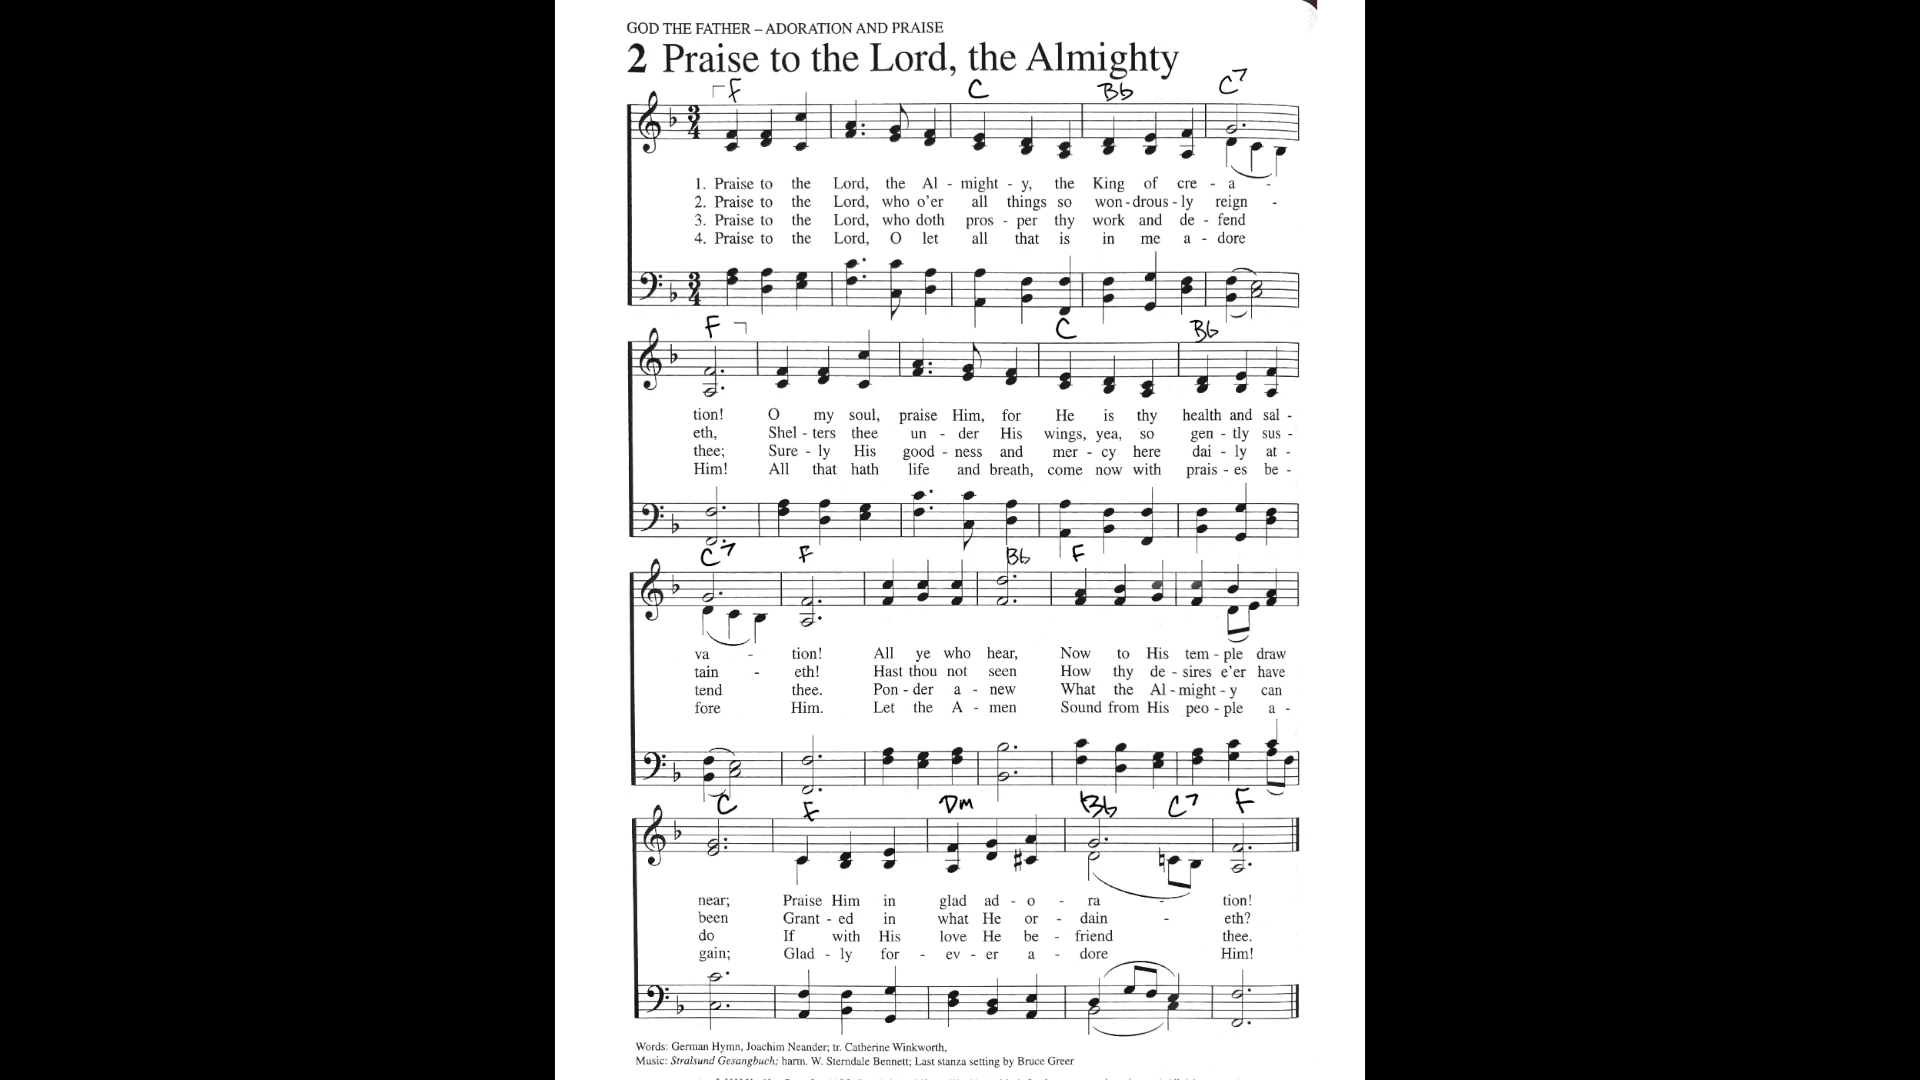 GOD THE FATHER – ADORATION AND PRAISE
2 Praise to the Lord, the Almighty
F C Bb C7
1. Praise to the Lord, the Al - might - y, the King of cre - a -
2. Praise to the Lord, who o'er all things so won - drous - ly reign -
3. Praise to the Lord, who doth pros - per thy work and de - fend
4. Praise to the Lord, O let all that is in me a - dore
F C Bb
tion! O my soul, praise Him, for He is thy health and sal -
eth, Shel - ters thee un - der His wings, yea, so gen - tly sus -
thee; Sure - ly His good - ness and mer - cy here dai - ly at -
Him! All that hath life and breath, come now with prais - es be -
C7 F Bb F
va - tion! All ye who hear, Now to His tem - ple draw
tain - eth! Hast thou not seen How thy de - sires e'er have
tend thee. Pon - der a - new What the Al - might - y can
fore Him. Let the A - men Sound from His peo - ple a -
C F Dm Bb C7 F
near; Praise Him in glad ad - o - ra - tion!
been Grant - ed in what He or - dain - eth?
do If with His love He be - friend thee.
gain; Glad - ly for - ev - er a - dore Him!
Words: German Hymn, Joachim Neander; tr. Catherine Winkworth,
Music: Stralsund Gesangbuch; harm. W. Sterndale Bennett; Last stanza setting by Bruce Greer